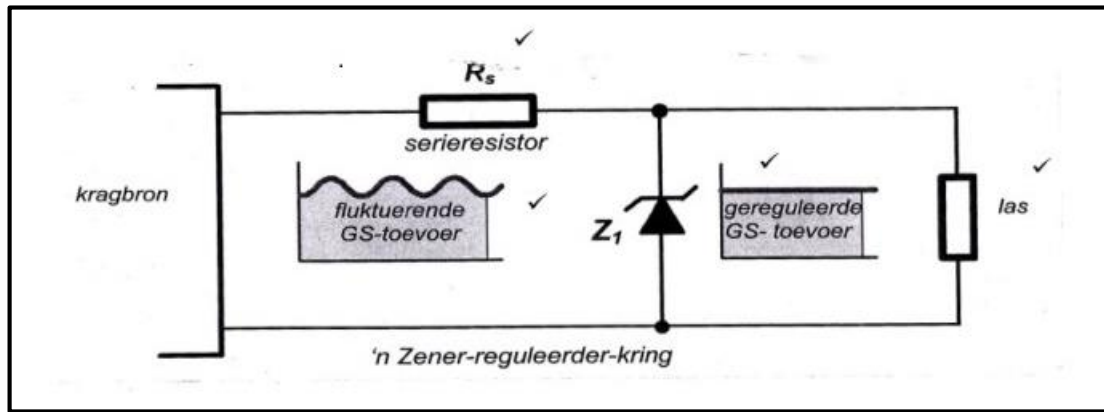 Rs
serieresistor
kragbron
fluktuerende
GS-toevoer
Z1
gereguleerde
GS- toevoer
las
'n Zener-reguleerder-kring